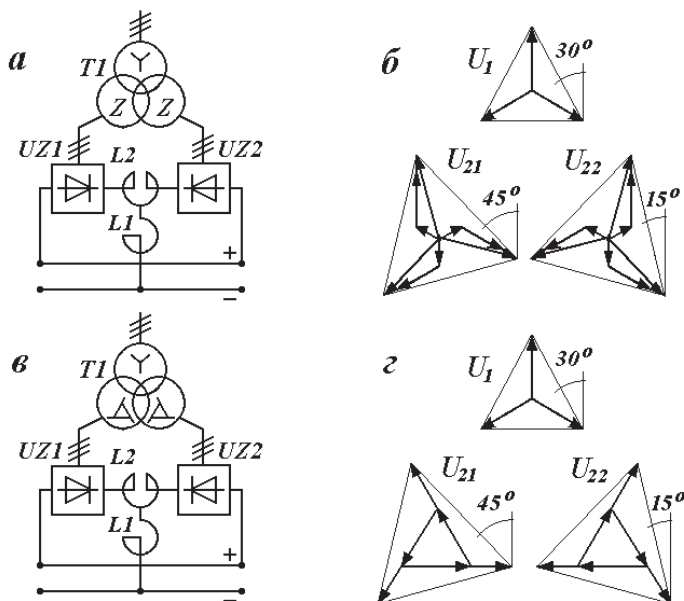 а
T1
Y
Z Z
UZ1
L2
UZ2
L1
+
−
б
U₁
30°
U₂₁
45°
U₂₂
15°
в
T1
Y
UZ1
L2
UZ2
L1
+
−
г
U₁
30°
U₂₁
45°
U₂₂
15°